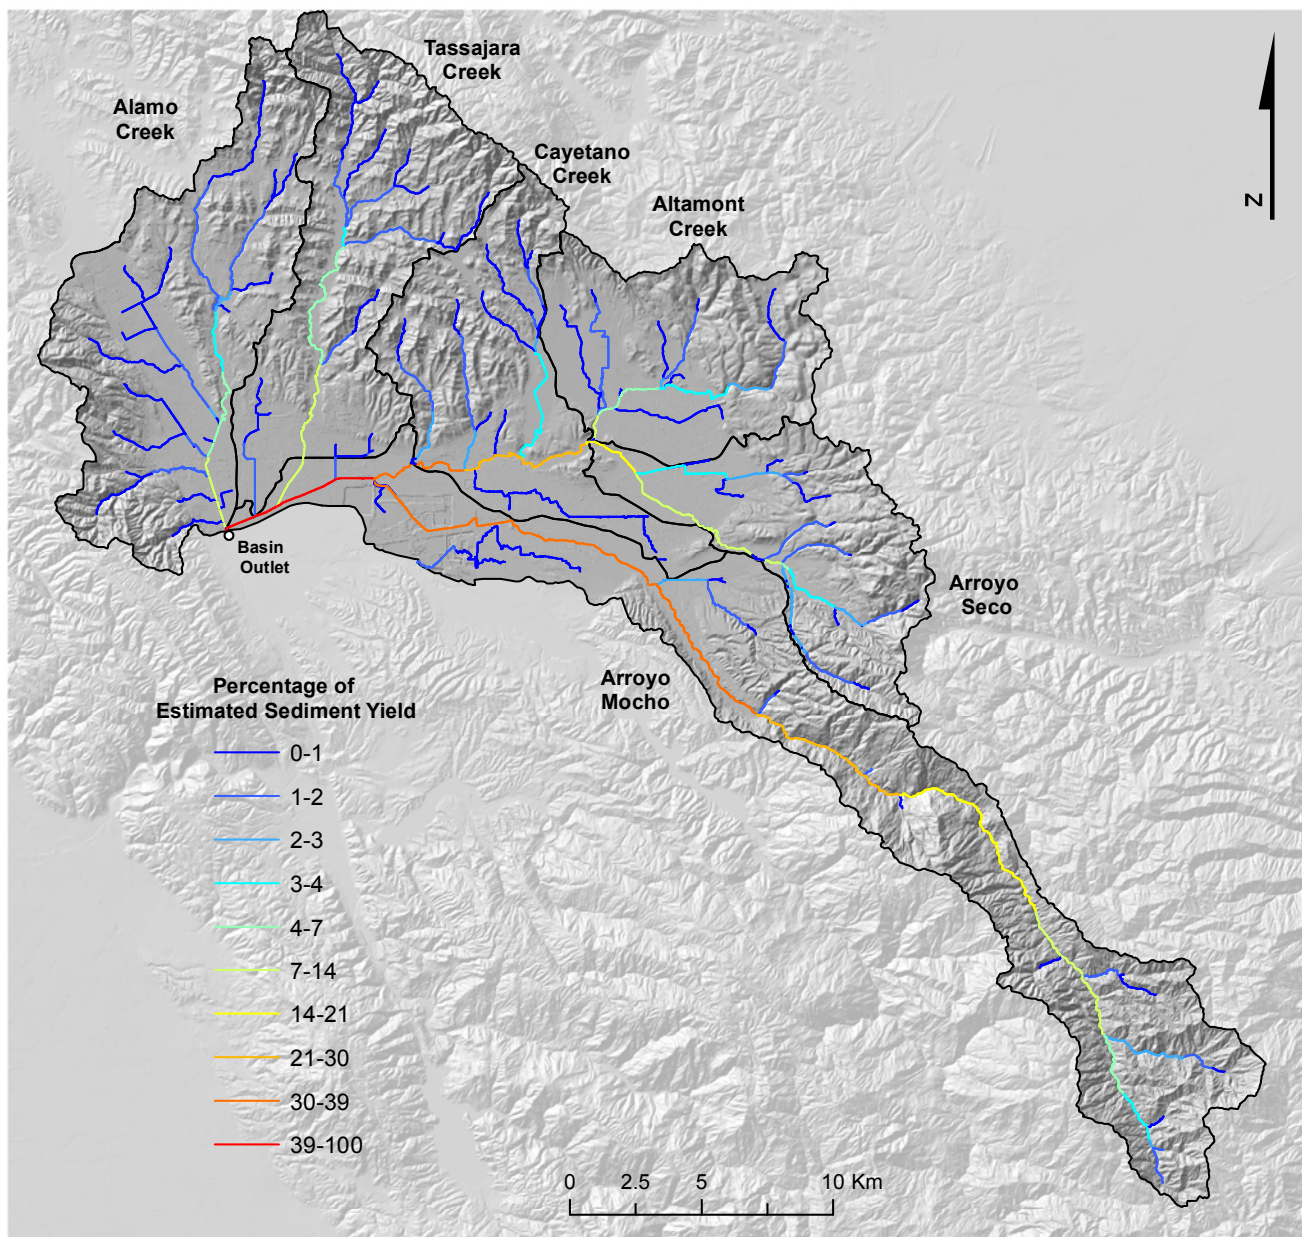 Tassajara
Creek
Alamo
Creek
Cayetano
Creek
Altamont
Creek
N
Basin
Outlet
Arroyo
Seco
Arroyo
Mocho
Percentage of
Estimated Sediment Yield
0-1
1-2
2-3
3-4
4-7
7-14
14-21
21-30
30-39
39-100
0 2.5 5 10 Km